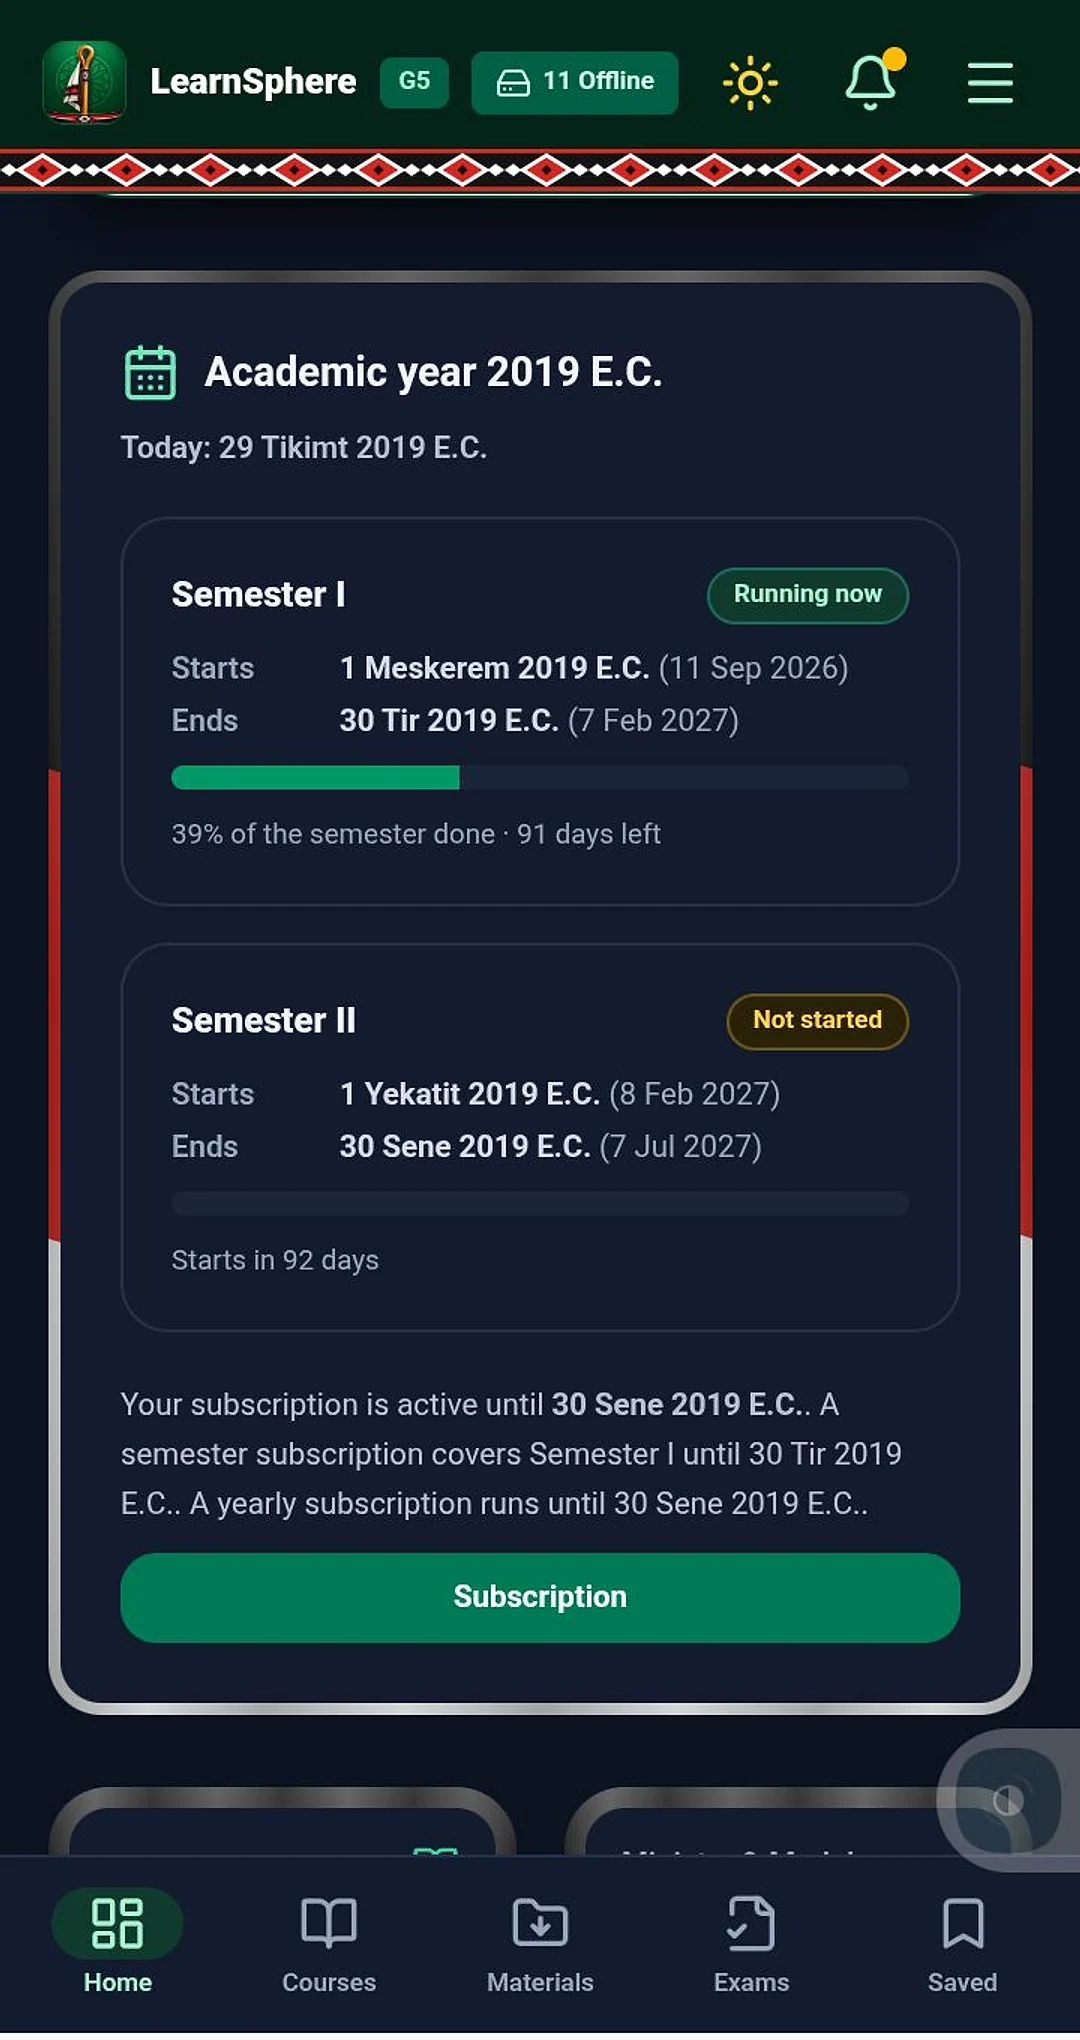 LearnSphere G5 11 Offline
Academic year 2019 E.C.
Today: 29 Tikimt 2019 E.C.
Semester I Running now
Starts 1 Meskerem 2019 E.C. (11 Sep 2026)
Ends 30 Tir 2019 E.C. (7 Feb 2027)
39% of the semester done · 91 days left
Semester II Not started
Starts 1 Yekatit 2019 E.C. (8 Feb 2027)
Ends 30 Sene 2019 E.C. (7 Jul 2027)
Starts in 92 days
Your subscription is active until 30 Sene 2019 E.C.. A
semester subscription covers Semester I until 30 Tir 2019
E.C.. A yearly subscription runs until 30 Sene 2019 E.C..
Subscription
Home Courses Materials Exams Saved